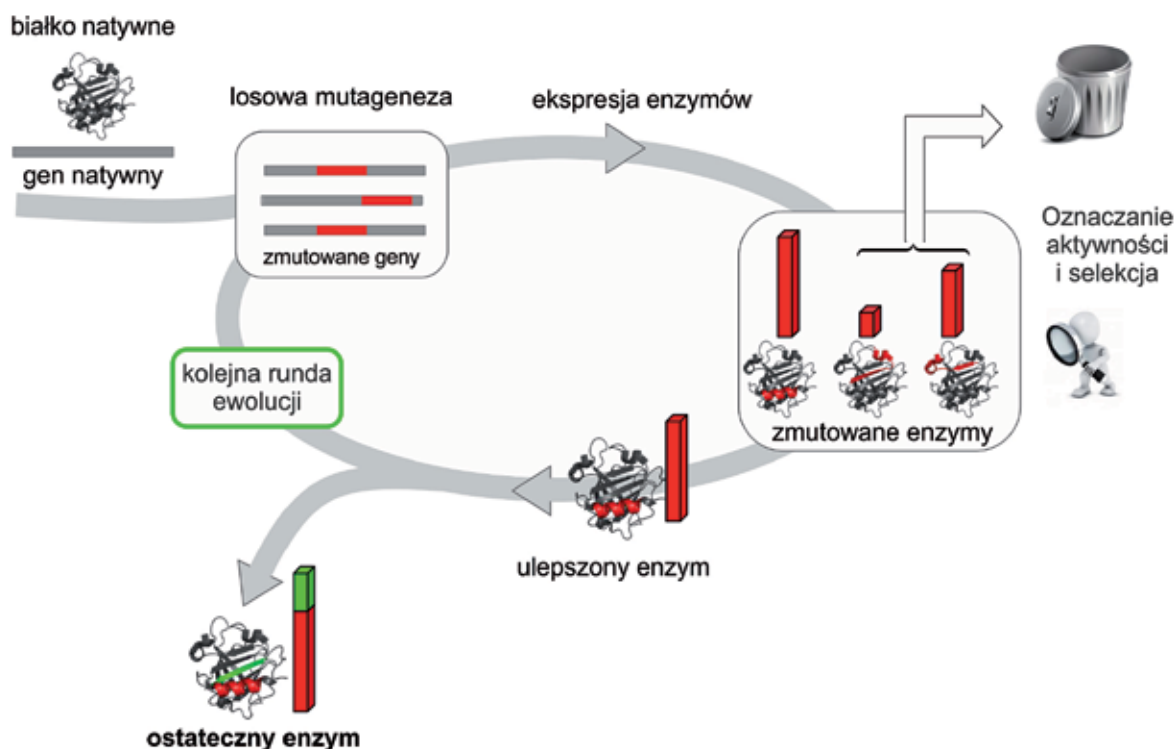 białko natywne
gen natywny
losowa mutageneza
zmutowane geny
ekspresja enzymów
Oznaczanie
aktywności
i selekcja
zmutowane enzymy
ulepszony enzym
kolejna runda
ewolucji
ostateczny enzym